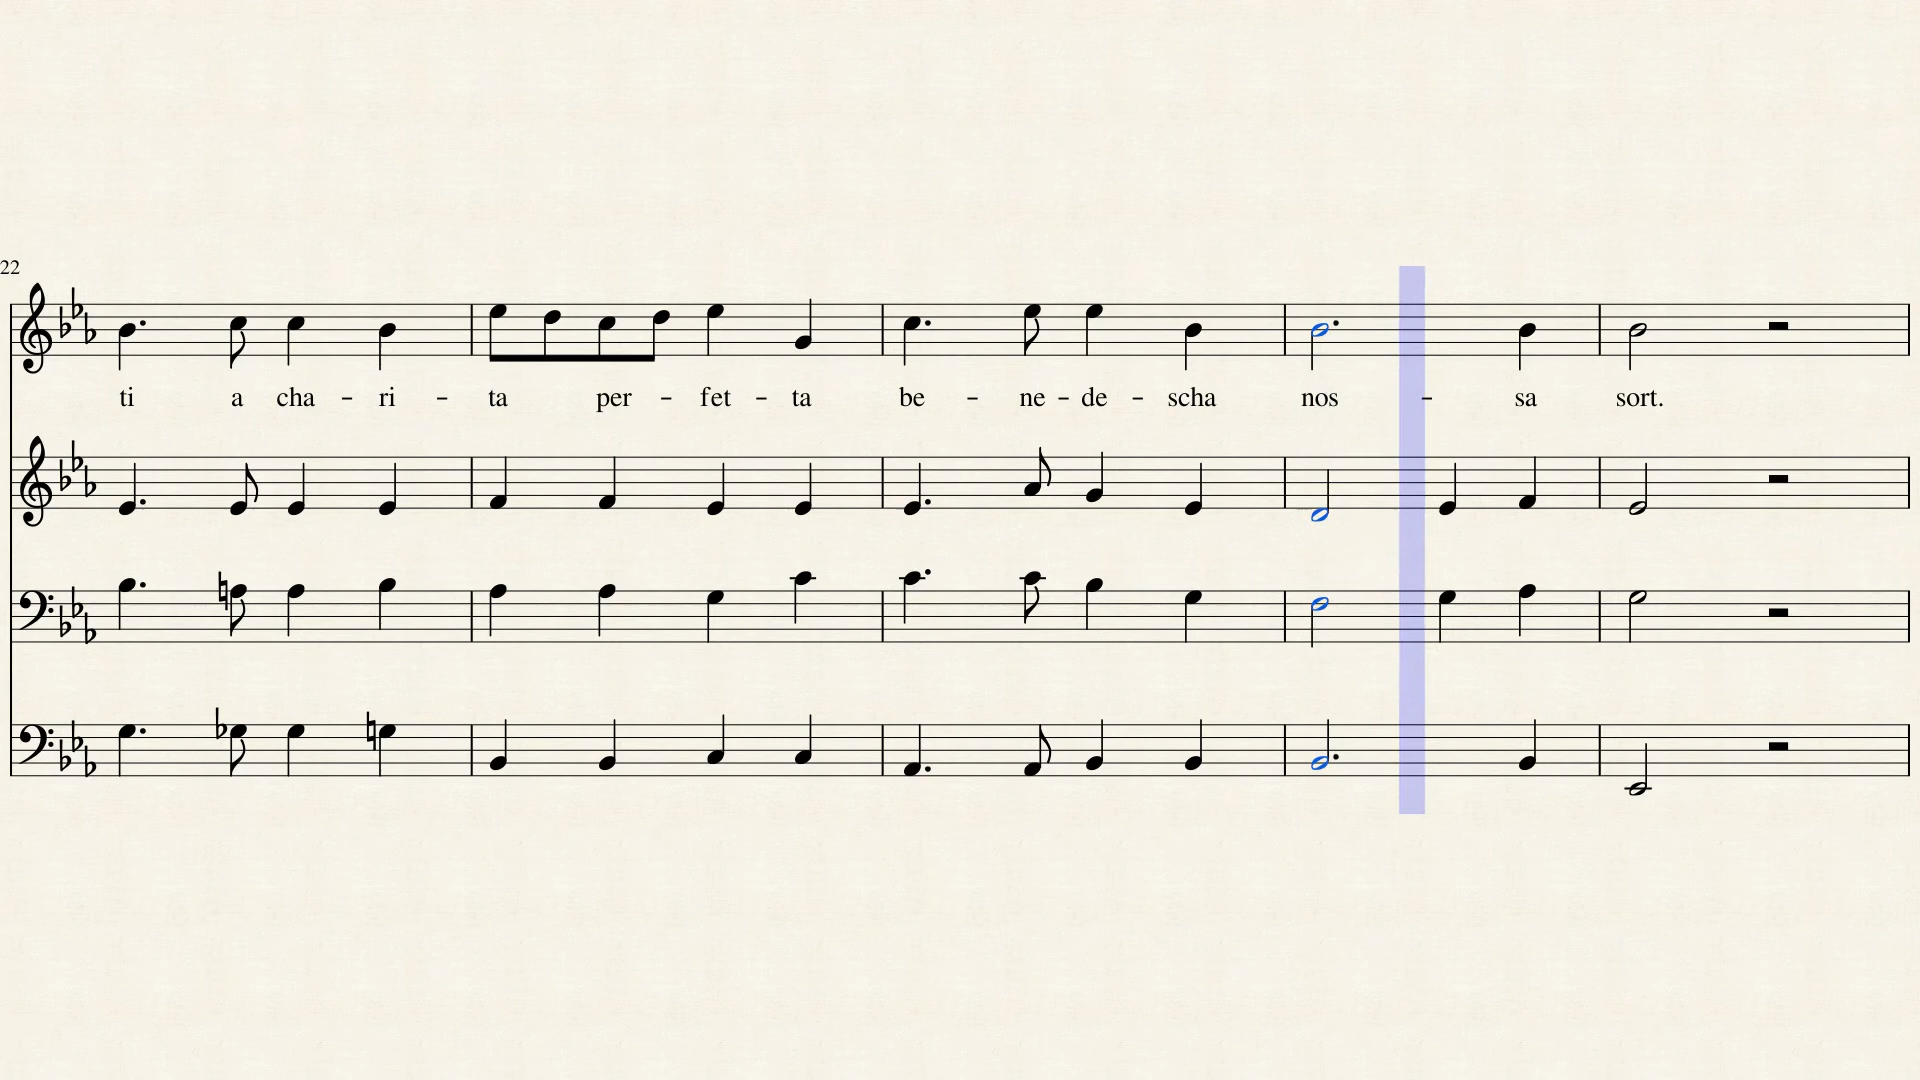 22
ti a cha - ri - ta per - fet - ta be - ne - de - scha nos - sa sort.